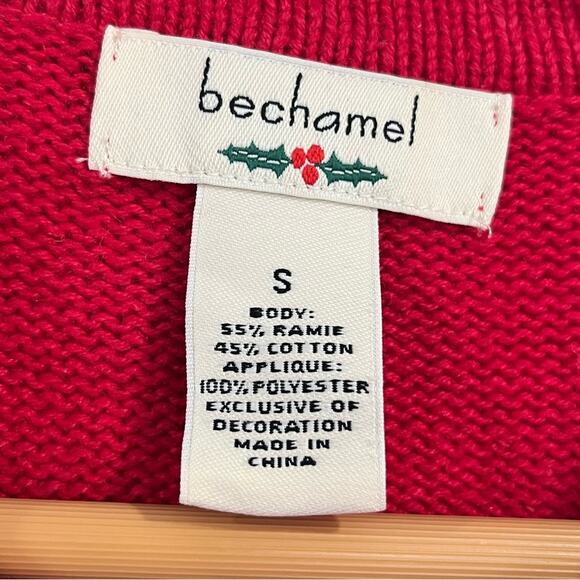 bechamel
S
BODY:
55% RAMIE
45% COTTON
APPLIQUE:
100% POLYESTER
EXCLUSIVE OF
DECORATION
MADE IN
CHINA